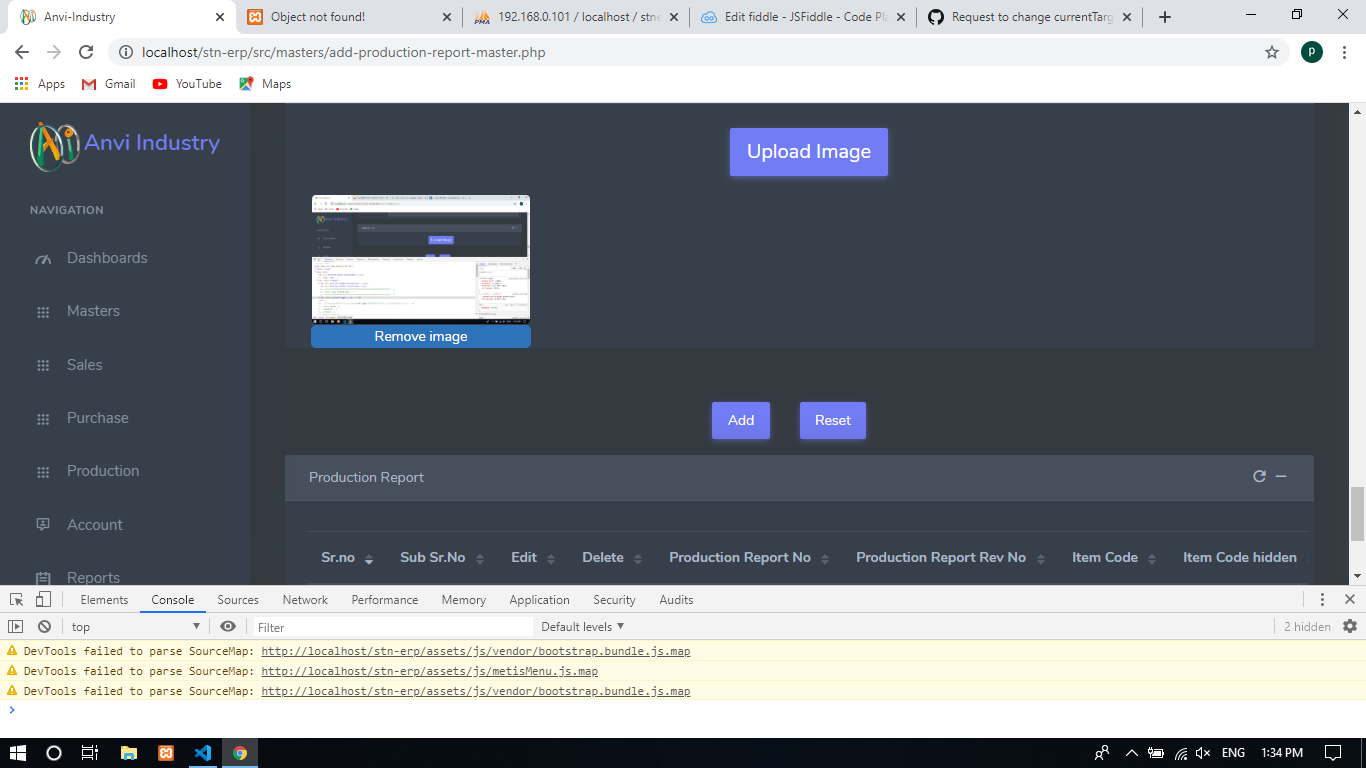 Anvi-Industry
Object not found!
192.168.0.101 / localhost / stne
Edit fiddle - JSFiddle - Code Pla
Request to change currentTarg
localhost/stn-erp/src/masters/add-production-report-master.php
P
Apps Gmail YouTube Maps
Anvi Industry
NAVIGATION
Dashboards
Masters
Sales
Purchase
Production
Account
Reports
Upload Image
Remove image
Add Reset
Production Report
Sr.no Sub Sr.No Edit Delete Production Report No Production Report Rev No Item Code Item Code hidden
Elements Console Sources Network Performance Memory Application Security Audits
top Filter Default levels 2 hidden
DevTools failed to parse SourceMap: http://localhost/stn-erp/assets/js/vendor/bootstrap.bundle.js.map
DevTools failed to parse SourceMap: http://localhost/stn-erp/assets/js/metisMenu.js.map
DevTools failed to parse SourceMap: http://localhost/stn-erp/assets/js/vendor/bootstrap.bundle.js.map
ENG 1:34 PM